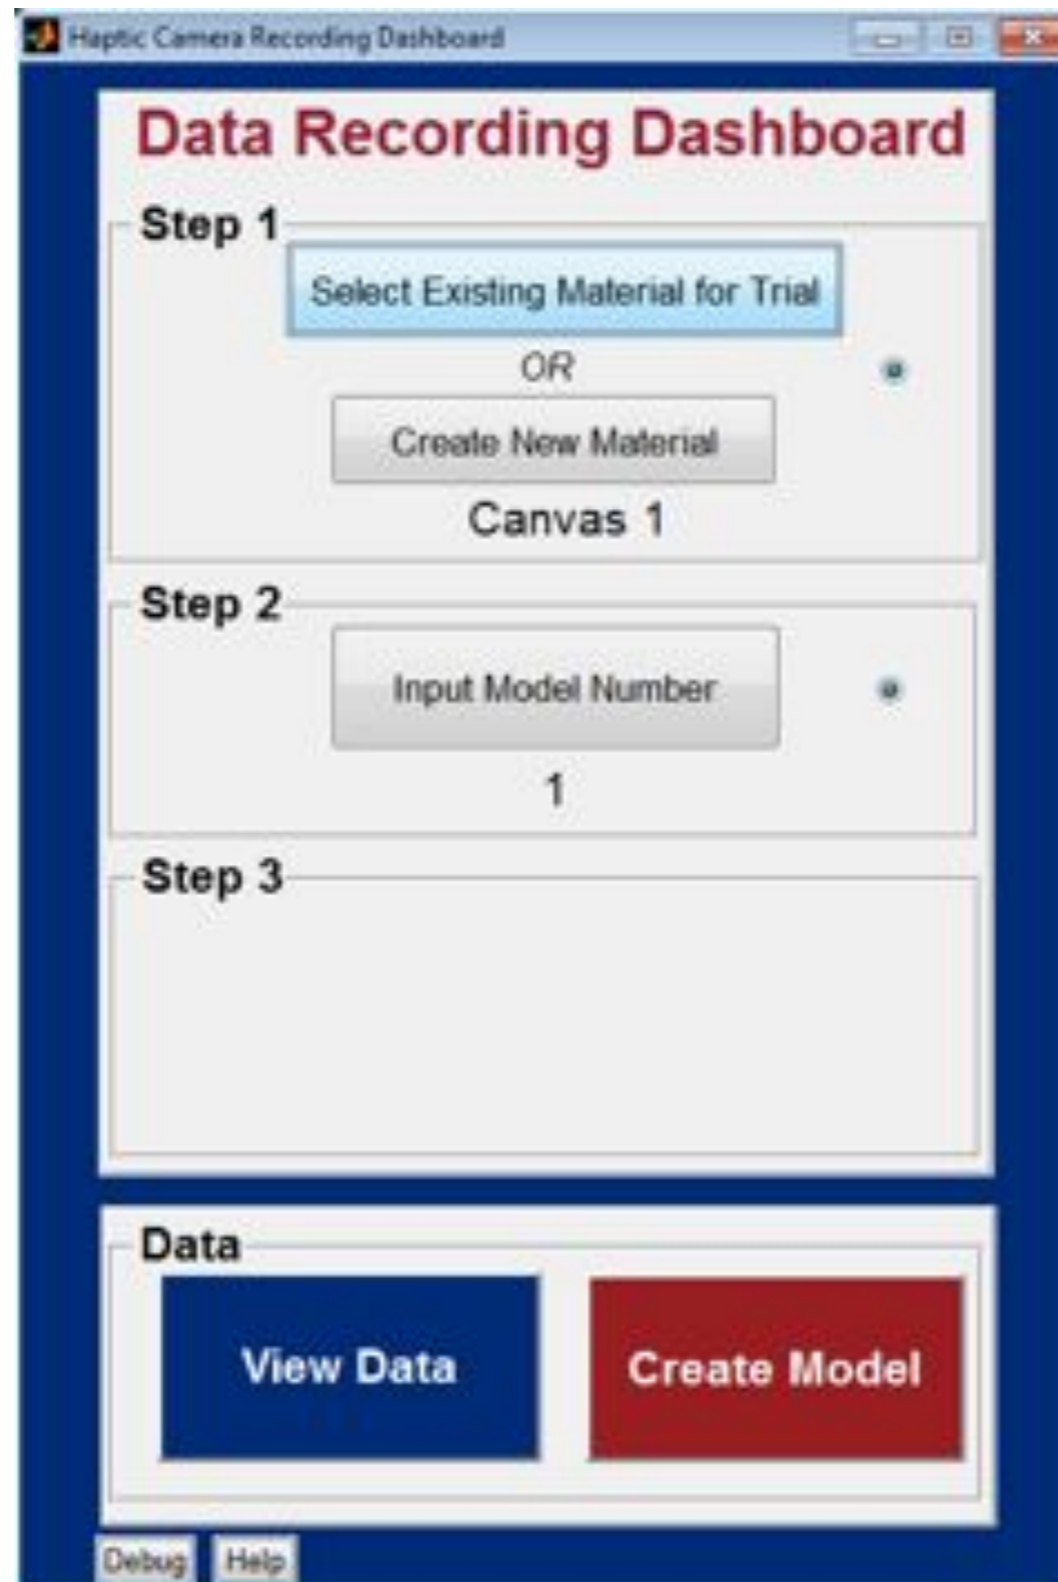 Haptic Camera Recording Dashboard
Data Recording Dashboard
Step 1
Select Existing Material for Trial
OR
Create New Material
Canvas 1
Step 2
Input Model Number
1
Step 3
Data
View Data
Create Model
Debug
Help